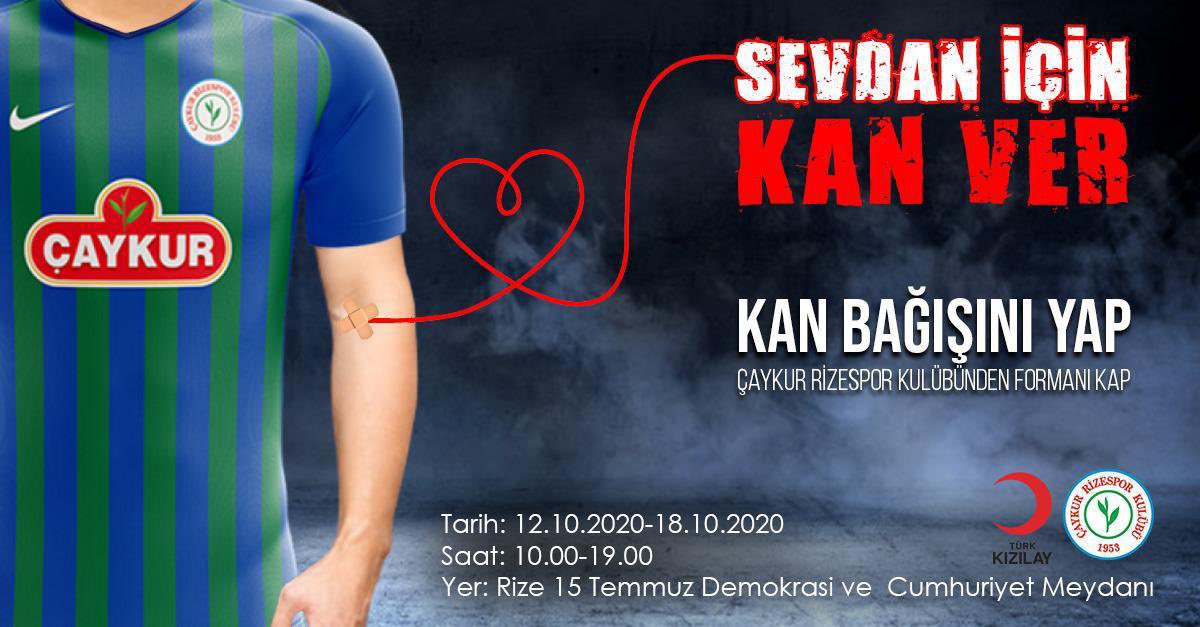 ÇAYKUR RİZESPOR KULÜBÜ
1953
ÇAYKUR
SEVDAN İÇİN
KAN VER
KAN BAĞIŞINI YAP
ÇAYKUR RİZESPOR KULÜBÜNDEN FORMANI KAP
TÜRK
KIZILAY
ÇAYKUR RİZESPOR KULÜBÜ
1953
Tarih: 12.10.2020-18.10.2020
Saat: 10.00-19.00
Yer: Rize 15 Temmuz Demokrasi ve Cumhuriyet Meydanı